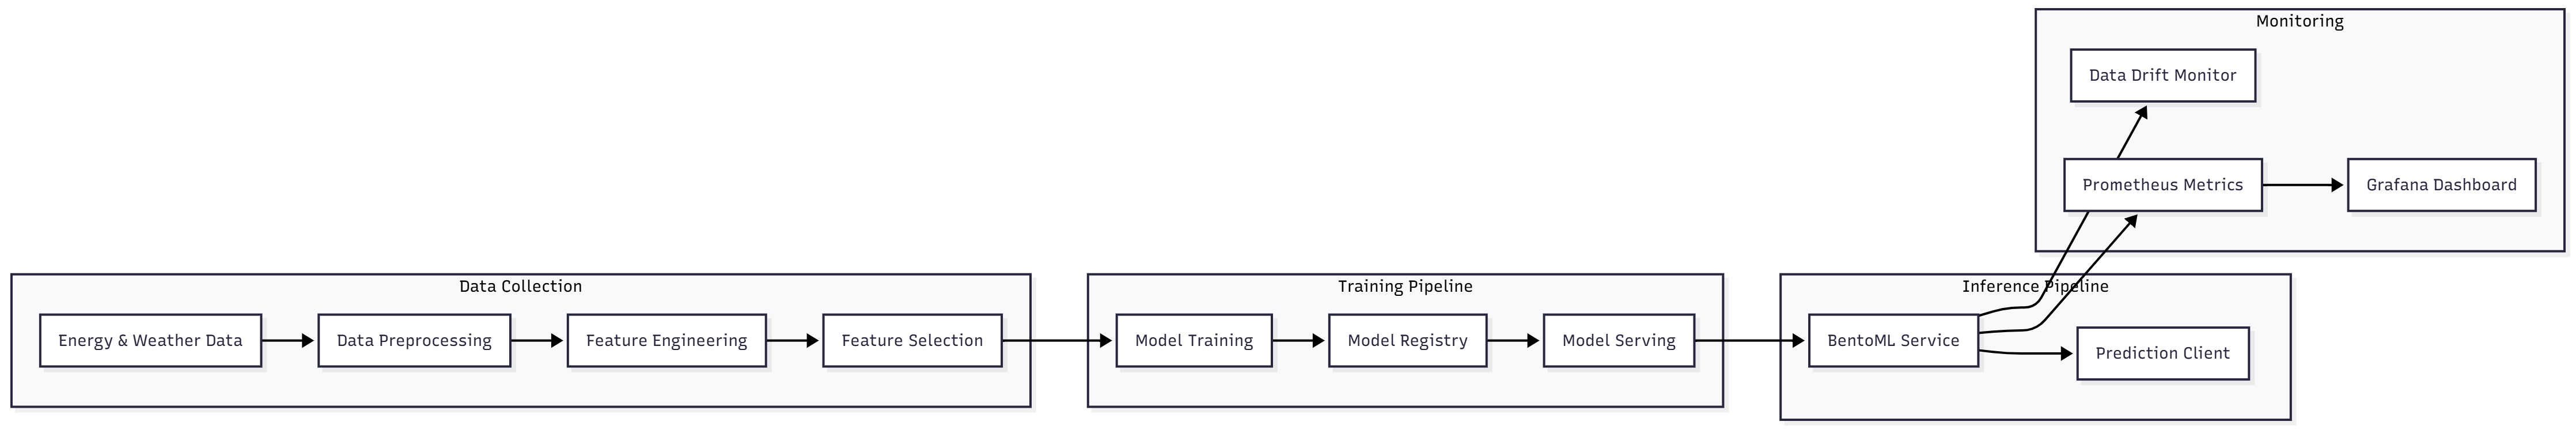 Monitoring
Data Drift Monitor
Prometheus Metrics
Grafana Dashboard
Data Collection
Energy & Weather Data
Data Preprocessing
Feature Engineering
Feature Selection
Training Pipeline
Model Training
Model Registry
Model Serving
Inference Pipeline
BentoML Service
Prediction Client